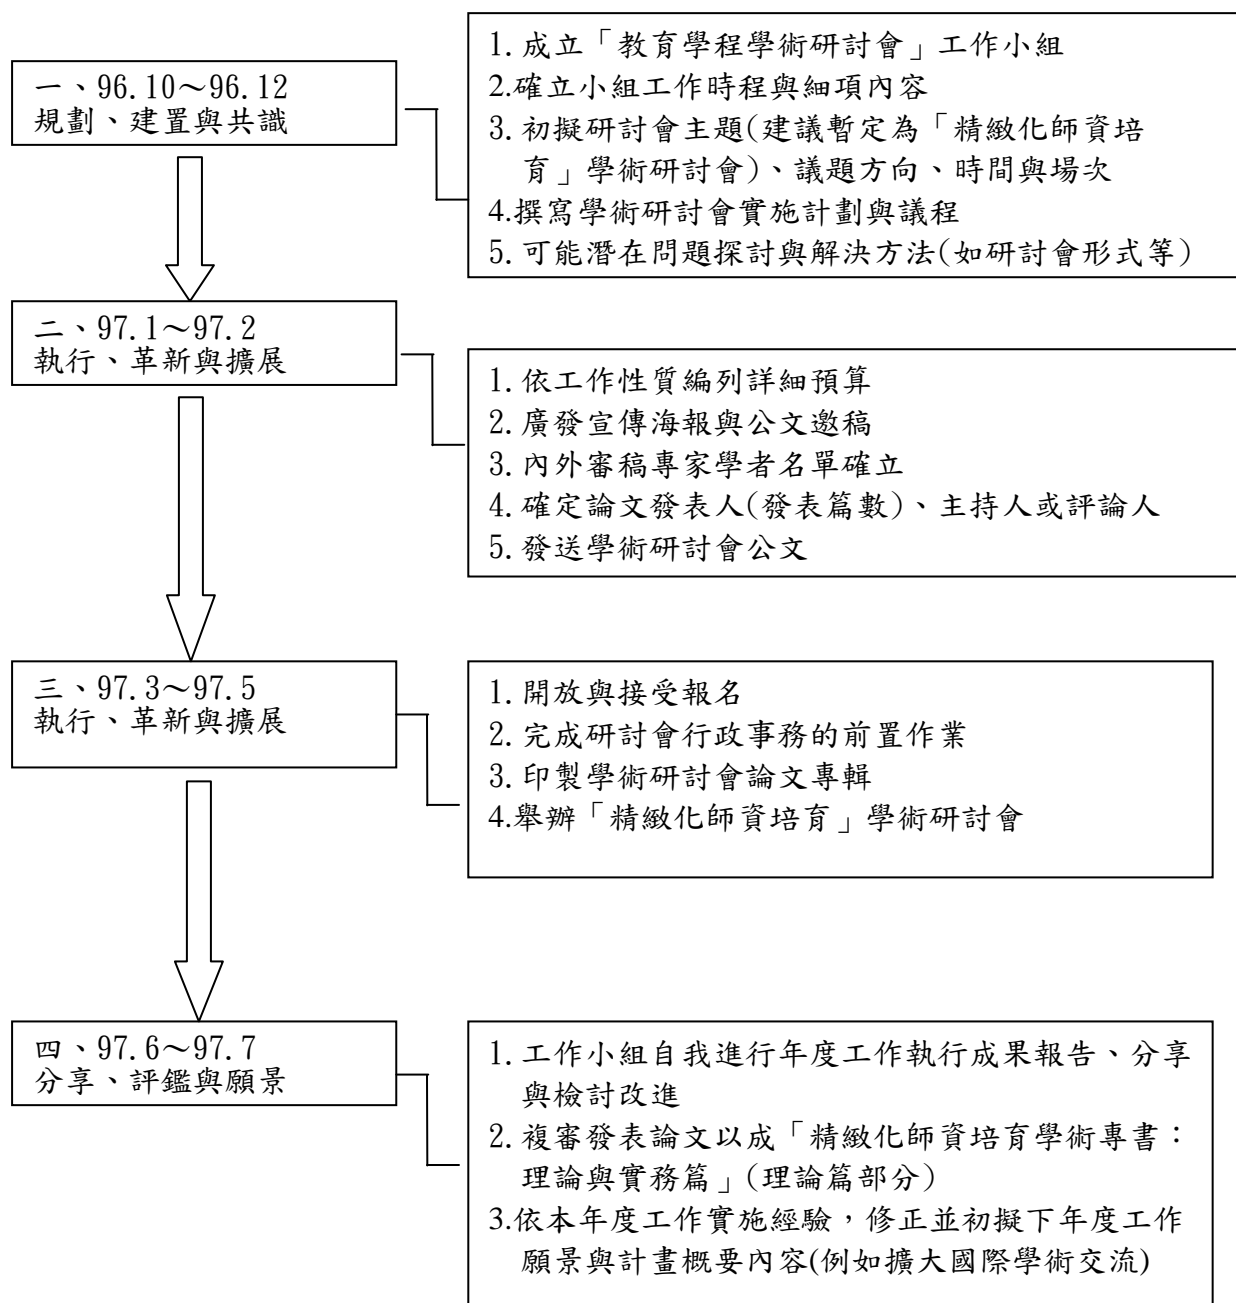 一、96.10～96.12
規劃、建置與共識
1.成立「教育學程學術研討會」工作小組
2.確立小組工作時程與細項內容
3.初擬研討會主題(建議暫定為「精緻化師資培
育」學術研討會)、議題方向、時間與場次
4.撰寫學術研討會實施計劃與議程
5.可能潛在問題探討與解決方法(如研討會形式等)
二、97.1～97.2
執行、革新與擴展
1.依工作性質編列詳細預算
2.廣發宣傳海報與公文邀稿
3.內外審稿專家學者名單確立
4.確定論文發表人(發表篇數)、主持人或評論人
5.發送學術研討會公文
三、97.3～97.5
執行、革新與擴展
1.開放與接受報名
2.完成研討會行政事務的前置作業
3.印製學術研討會論文專輯
4.舉辦「精緻化師資培育」學術研討會
四、97.6～97.7
分享、評鑑與願景
1.工作小組自我進行年度工作執行成果報告、分享
與檢討改進
2.複審發表論文以成「精緻化師資培育學術專書：
理論與實務篇」(理論篇部分)
3.依本年度工作實施經驗，修正並初擬下年度工作
願景與計畫概要內容(例如擴大國際學術交流)